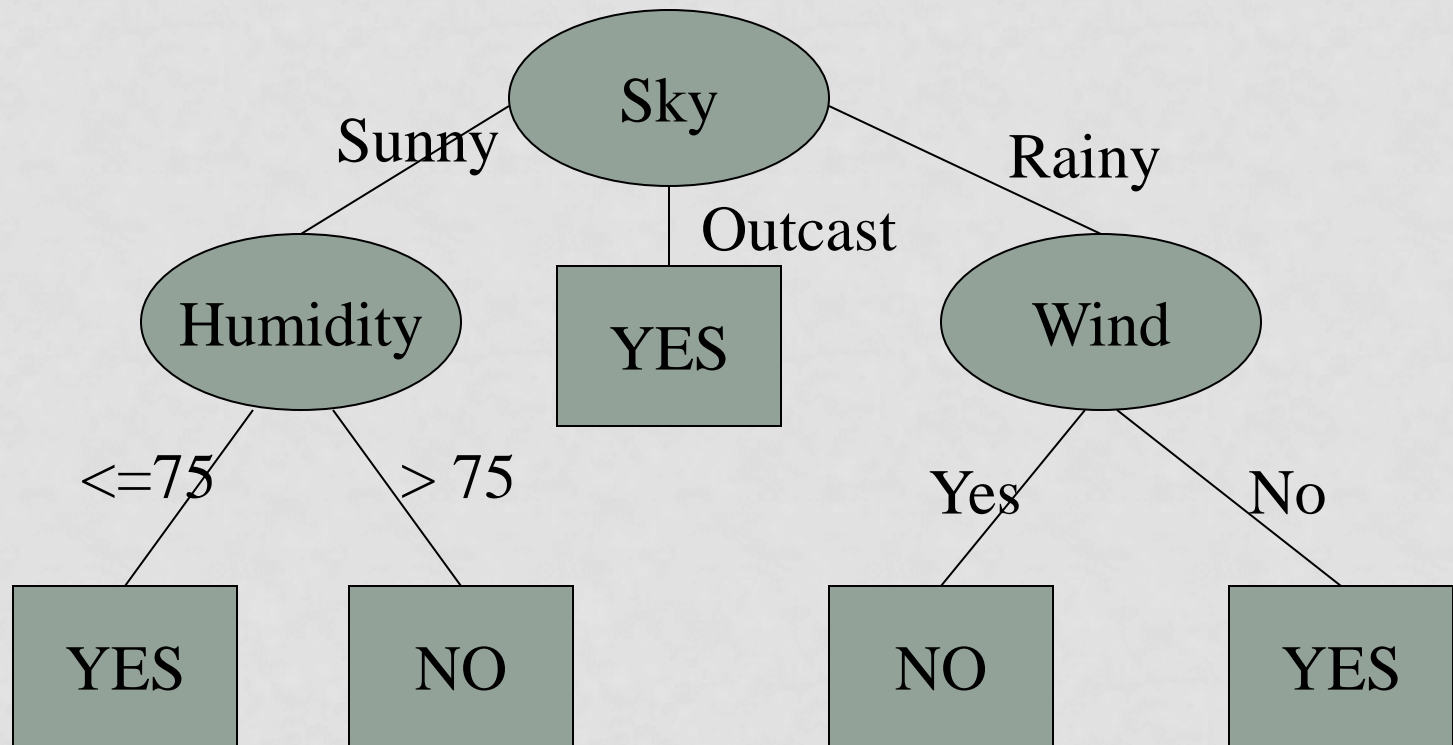 Sky
Sunny
Rainy
Outcast
Humidity
YES
Wind
<=75
> 75
Yes
No
YES
NO
NO
YES